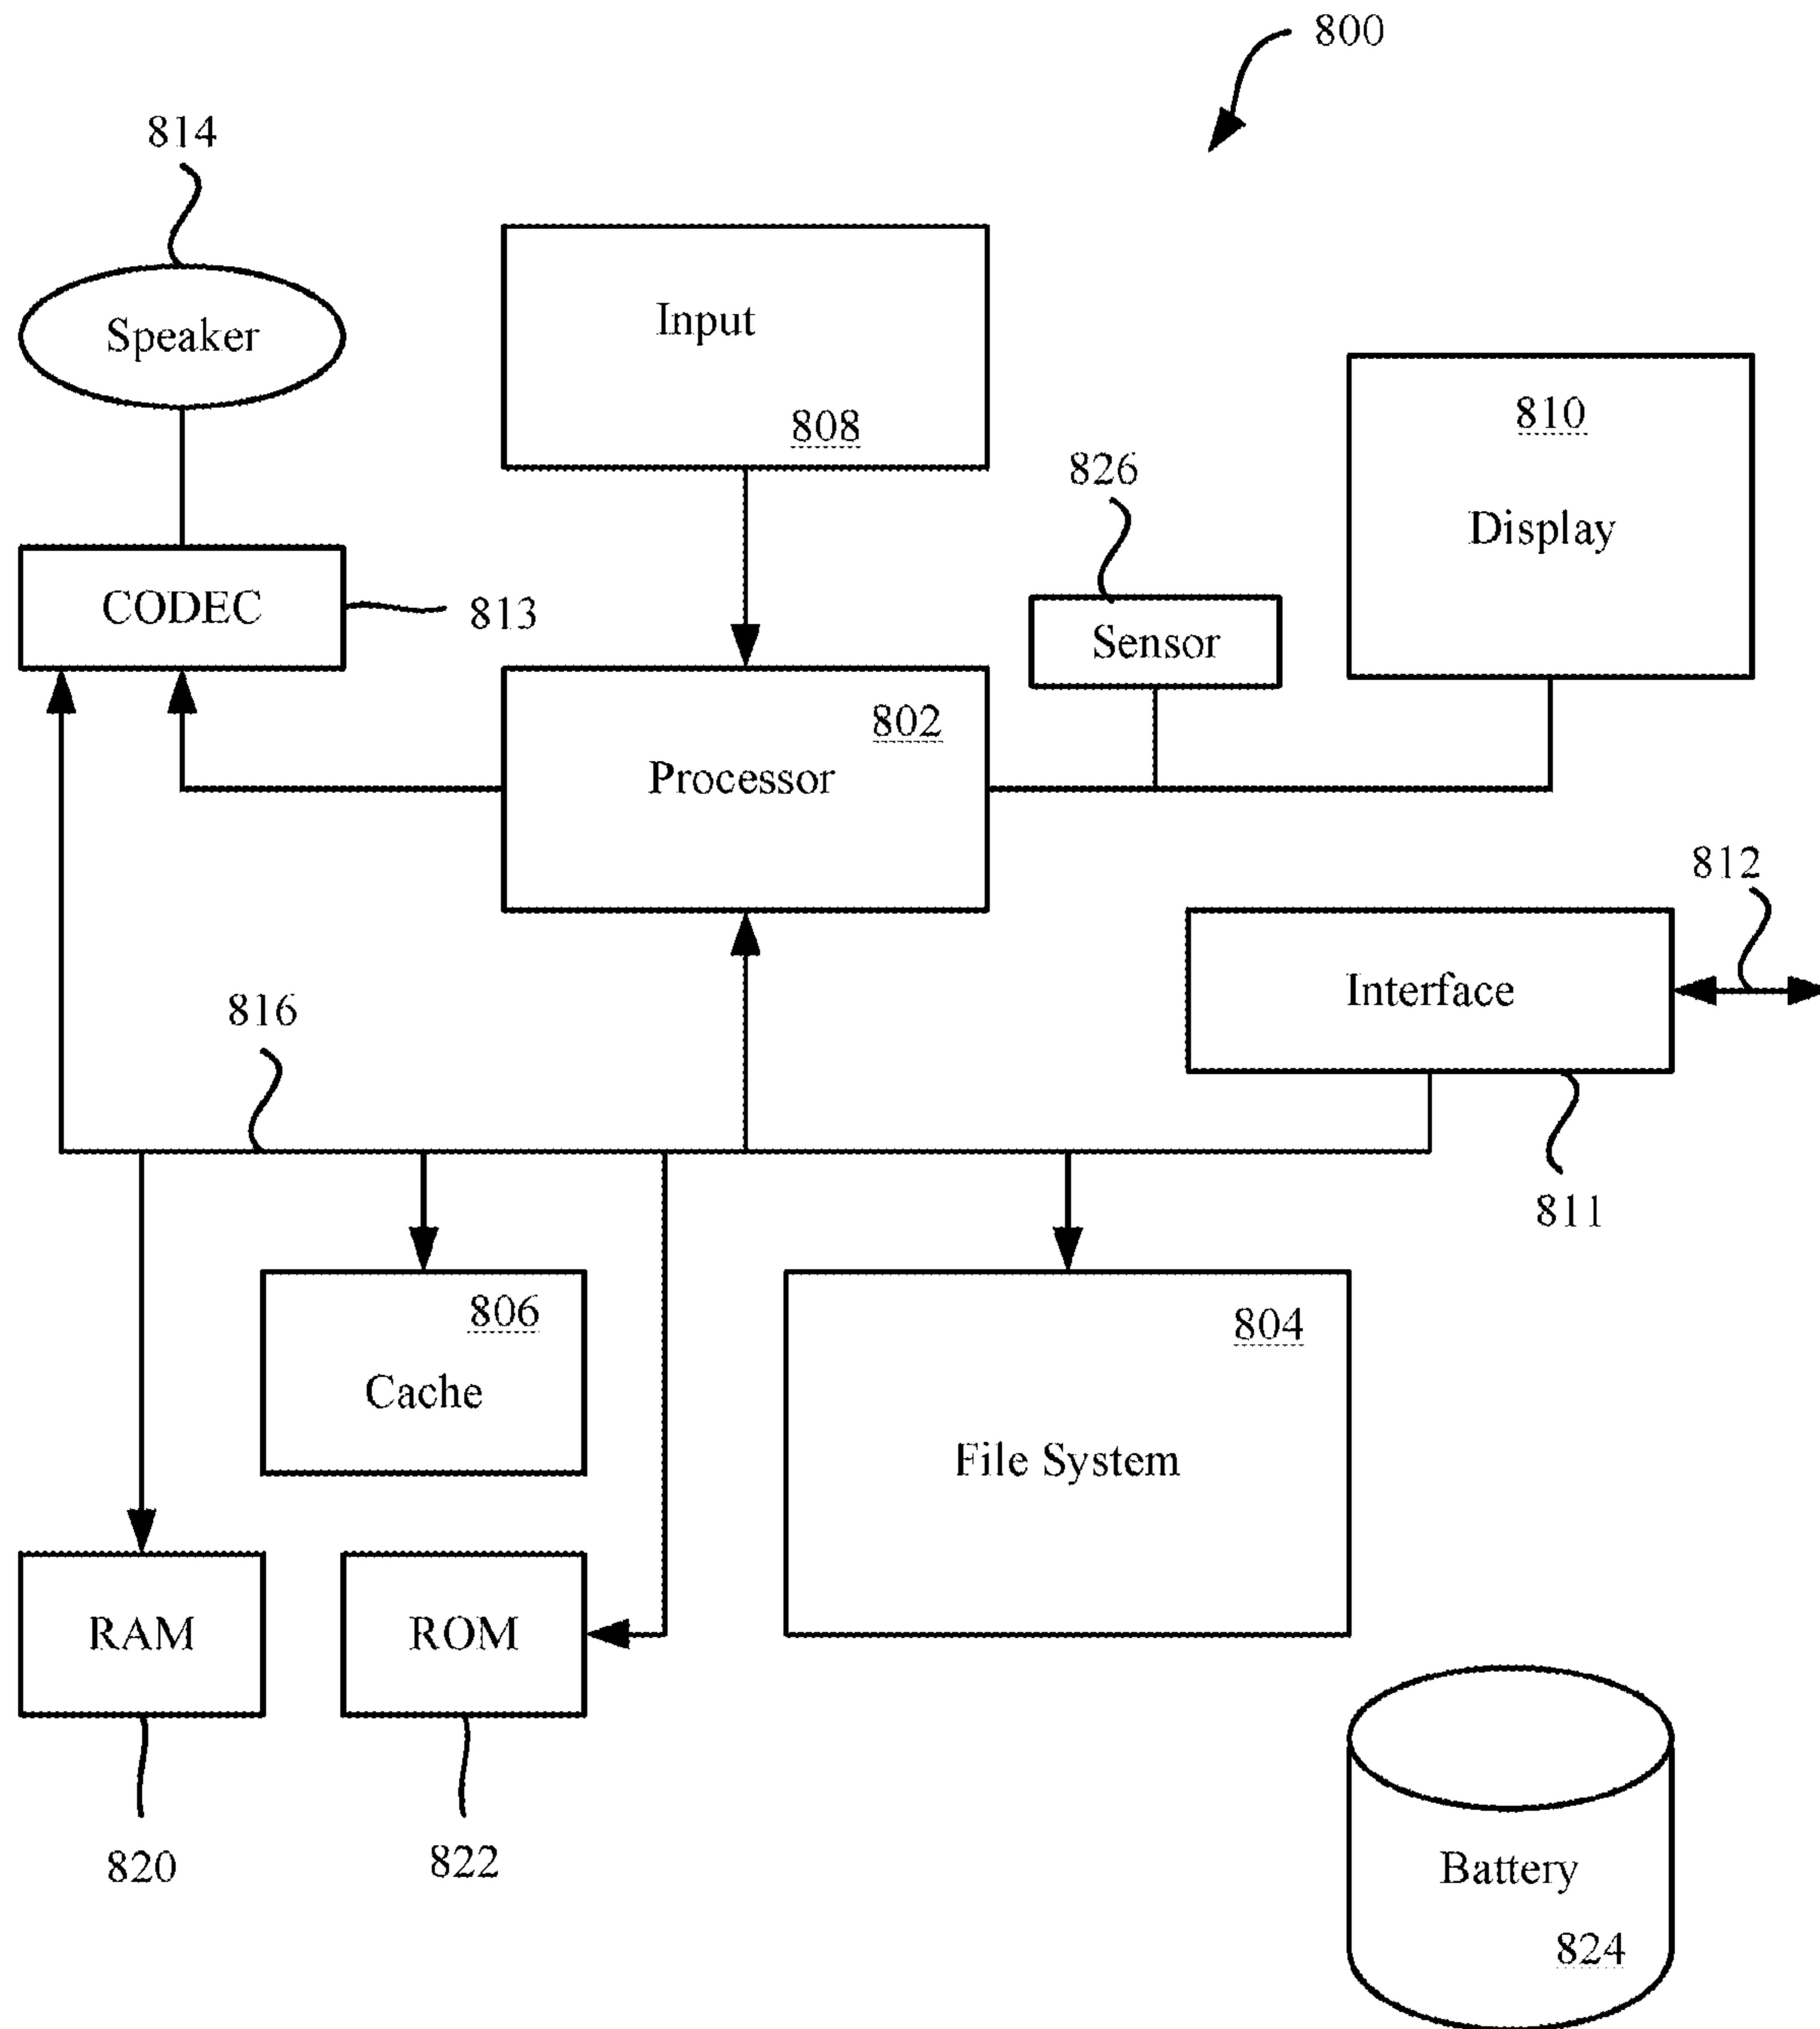 800
814
Speaker
Input
808
810
Display
826
Sensor
CODEC
813
802
Processor
812
Interface
816
811
806
Cache
804
File System
RAM
ROM
820
822
Battery
824